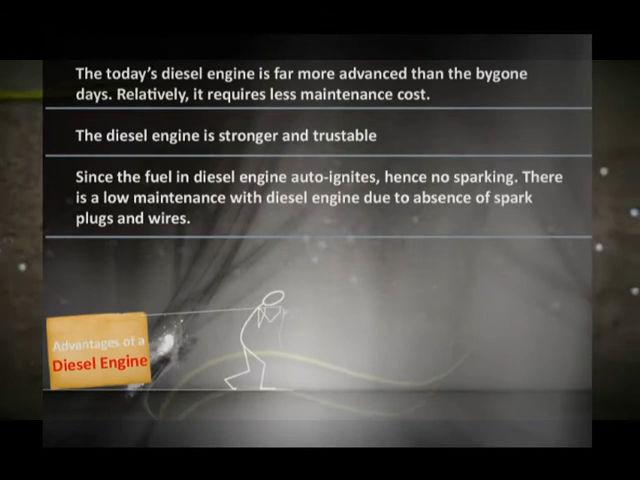 The today's diesel engine is far more advanced than the bygone
days. Relatively, it requires less maintenance cost.
The diesel engine is stronger and trustable
Since the fuel in diesel engine auto-ignites, hence no sparking. There
is a low maintenance with diesel engine due to absence of spark
plugs and wires.
Advantages of a
Diesel Engine